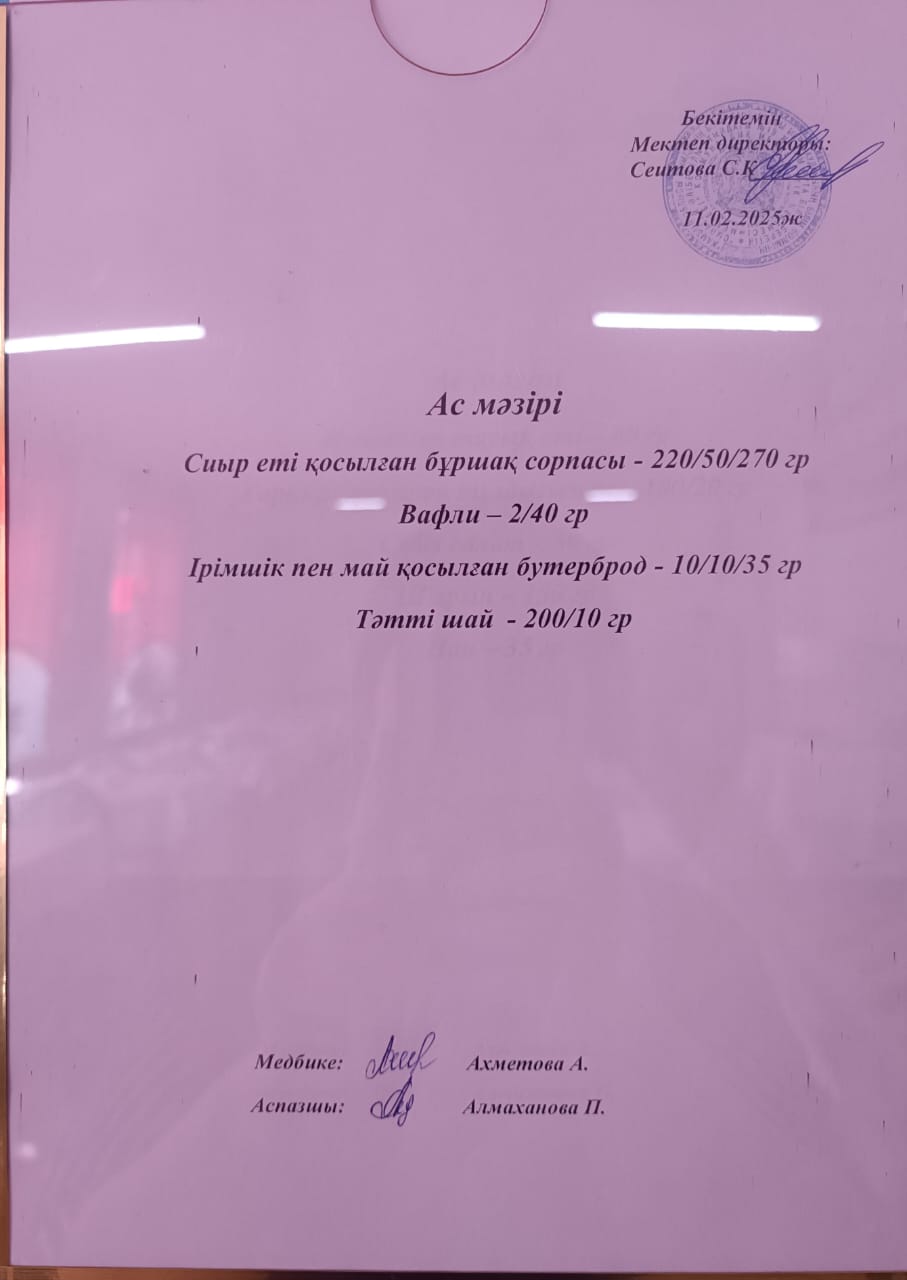 Бекітемін
Мектеп директоры:
Сеитова С.Қ
11.02.2025ж
Ас мәзірі
Сиыр еті қосылған бұршақ сорпасы - 220/50/270 гр
Вафли – 2/40 гр
Ірімшік пен май қосылған бутерброд - 10/10/35 гр
Тәтті шай - 200/10 гр
Медбике: Ахметова А.
Аспазшы: Алмаханова П.